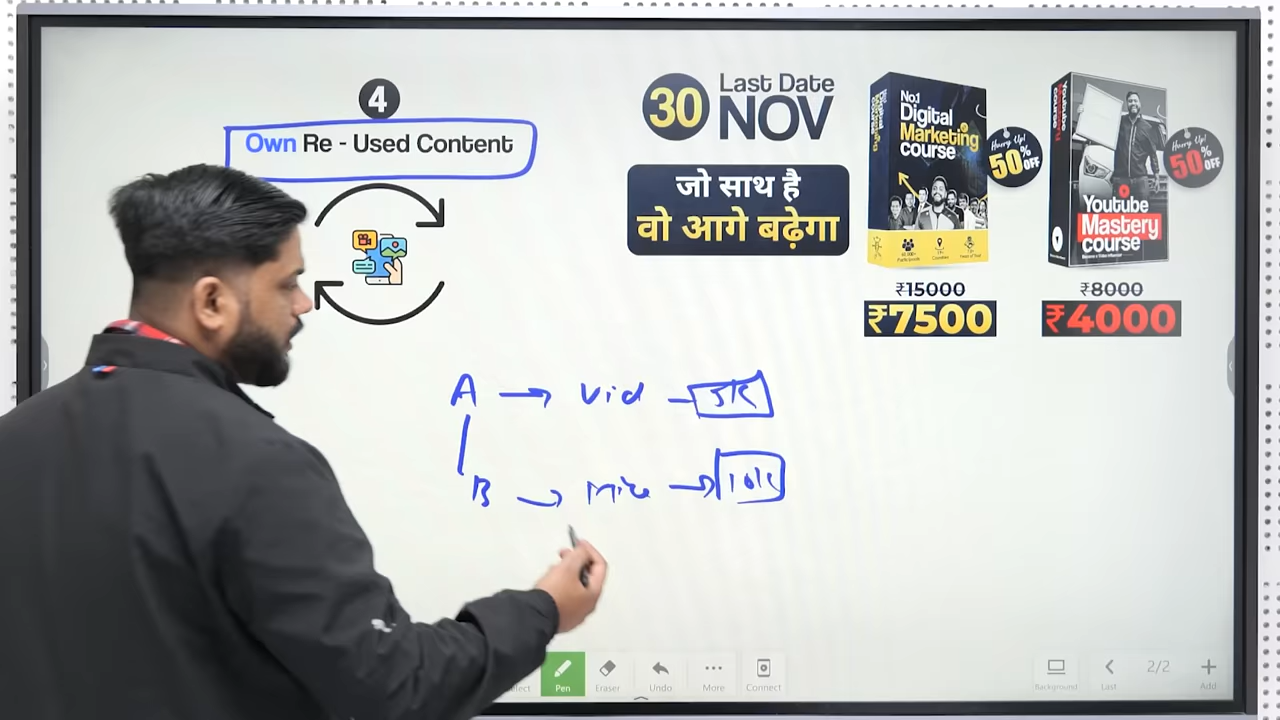 4
Own Re - Used Content
30
Last Date
NOV
जो साथ है
वो आगे बढ़ेगा
No.1
Digital
Marketing
course
Hurry Up!
50% OFF
₹15000
₹7500
Youtube
Mastery
course
Hurry Up!
50% OFF
₹8000
₹4000
A → Vid
B →
Pen
Eraser
Undo
More
Connect
Background
Last
2/2
Add